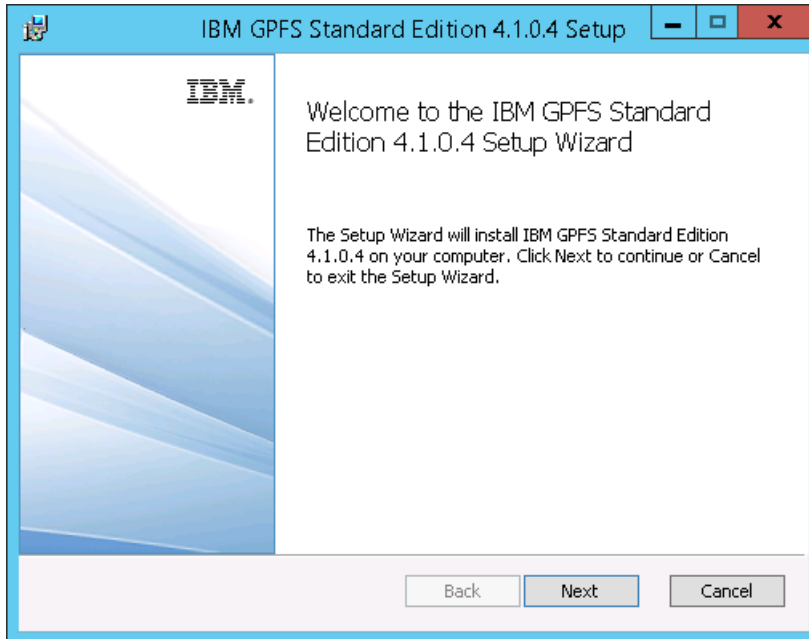 IBM GPFS Standard Edition 4.1.0.4 Setup
IBM.
Welcome to the IBM GPFS Standard
Edition 4.1.0.4 Setup Wizard
The Setup Wizard will install IBM GPFS Standard Edition
4.1.0.4 on your computer. Click Next to continue or Cancel
to exit the Setup Wizard.
Back Next Cancel